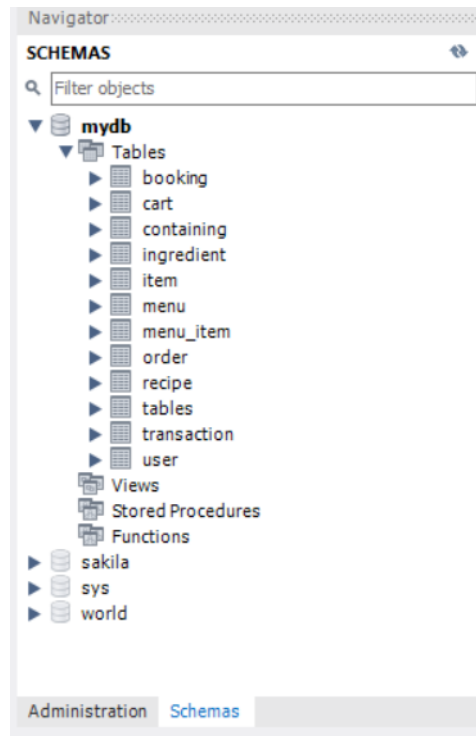 Navigator
SCHEMAS
Filter objects
mydb
Tables
booking
cart
containing
ingredient
item
menu
menu_item
order
recipe
tables
transaction
user
Views
Stored Procedures
Functions
sakila
sys
world
Administration Schemas